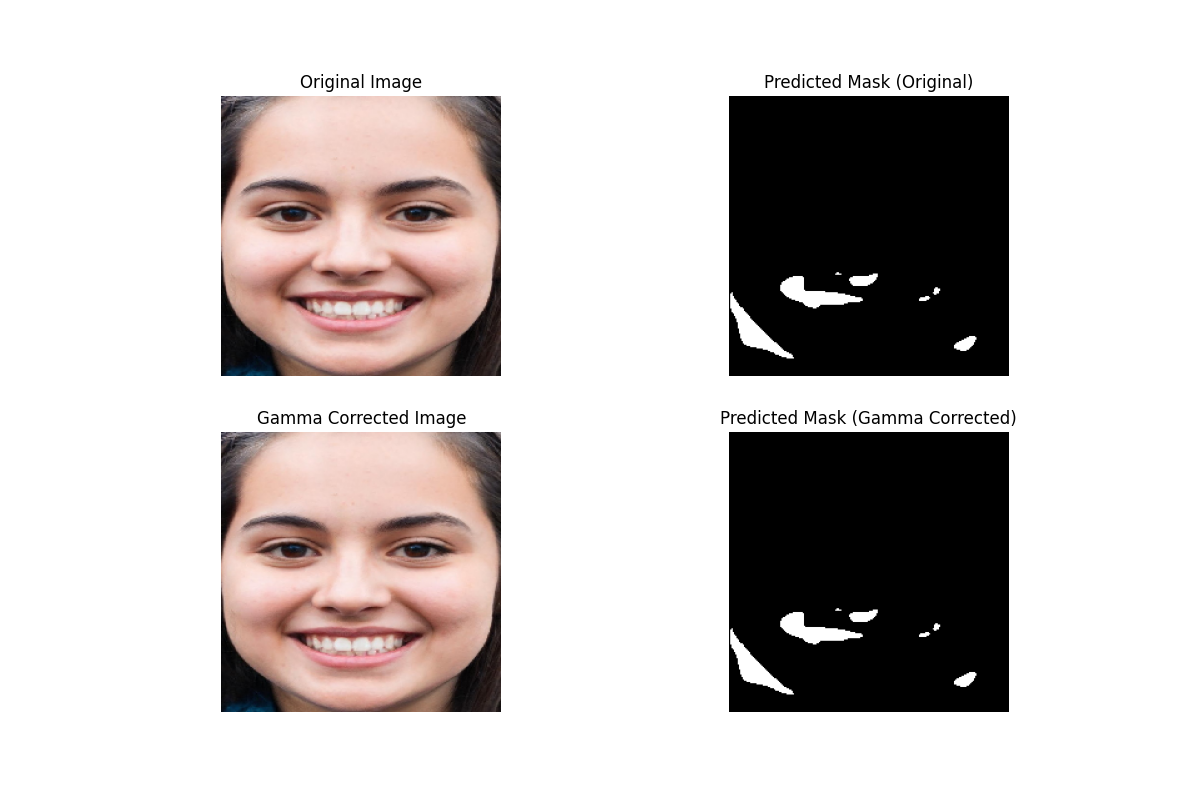 Original Image
Predicted Mask (Original)
Gamma Corrected Image
Predicted Mask (Gamma Corrected)